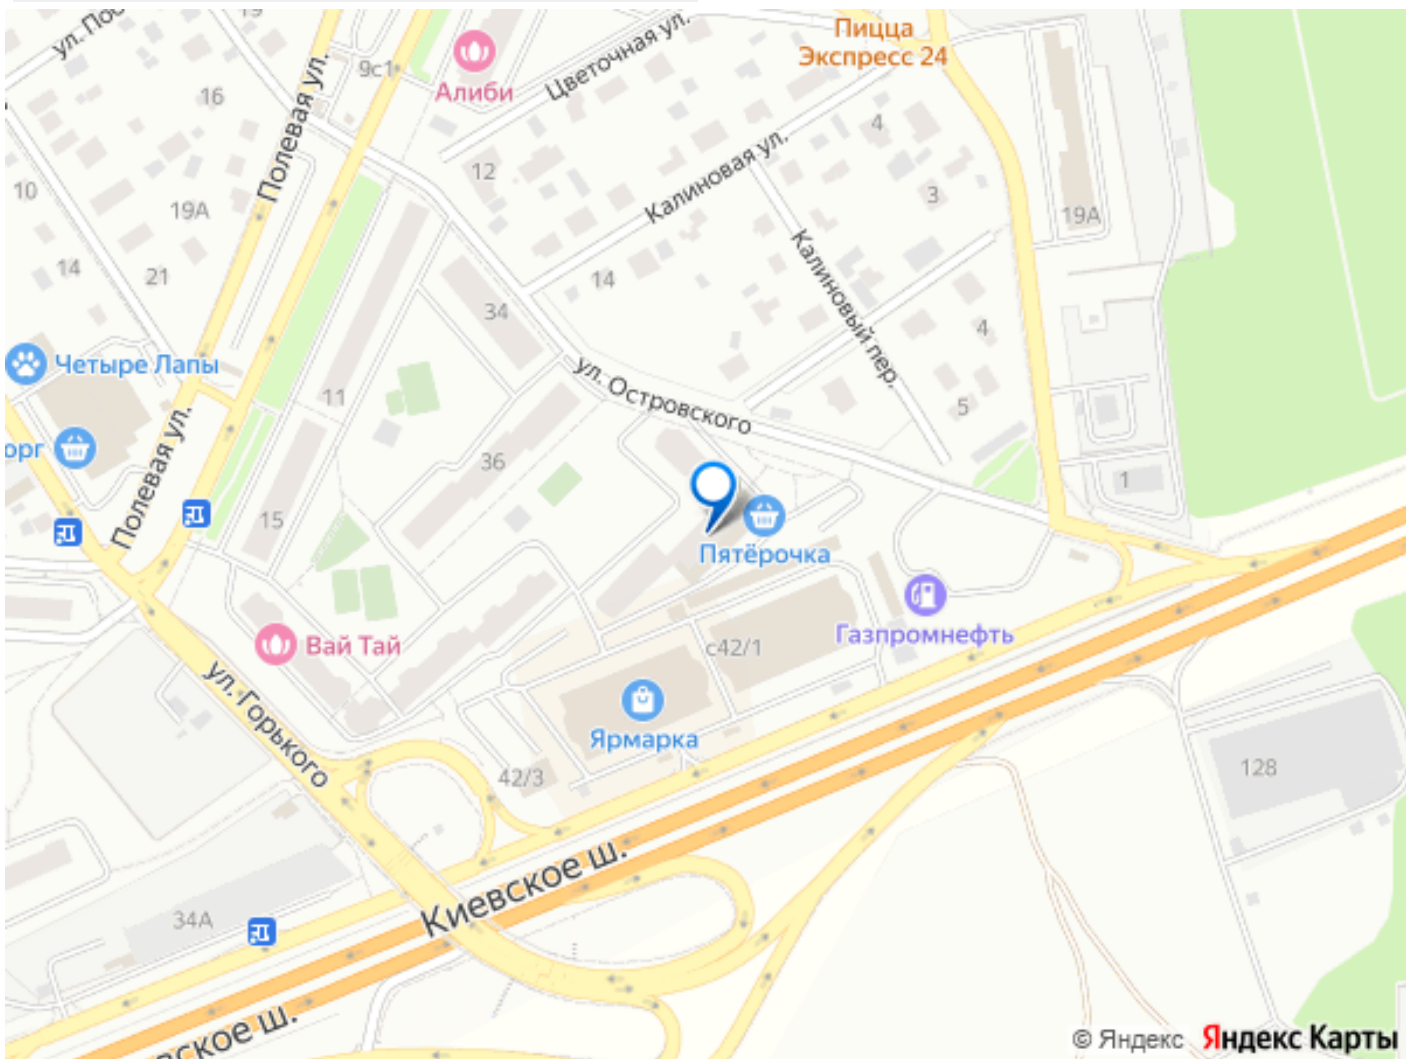 ул. Пос
19
16
9с1
Полевая ул.
Алиби
Цветочная ул.
Пицца
Экспресс 24
4
12
Калиновая ул.
10
19А
3
19А
14
21
14
34
Калиновый пер.
4
Четыре Лапы
ул. Островского
11
5
орг
Полевая ул.
36
1
15
Пятёрочка
Газпромнефть
Вай Тай
с42/1
ул. Горького
Ярмарка
42/3
128
Киевское ш.
34А
вское ш.
© Яндекс Яндекс Карты